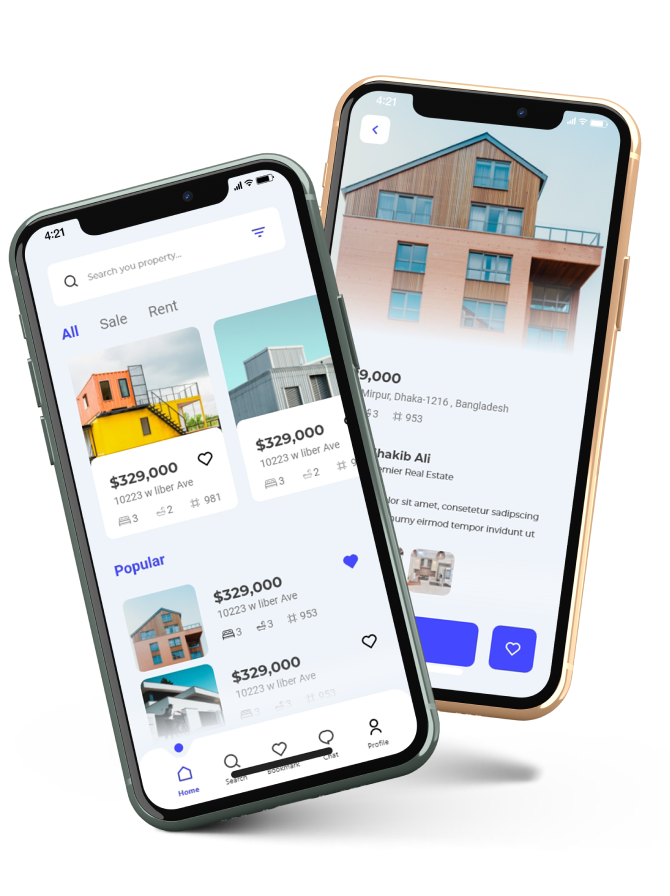 4:21
Search you property...
All
Sale
Rent
$329,000
10223 w liber Ave
3
2
981
$329,000
10223 w liber Ave
3
2
Popular
$329,000
10223 w liber Ave
3
3
953
$329,000
10223 w liber Ave
3
3
953
Home
Search
Bookmark
Chat
Profile
4:21
9,000
Mirpur, Dhaka-1216 , Bangladesh
3
953
hakib Ali
emier Real Estate
lor sit amet, consetetur sadipscing
numy eirmod tempor invidunt ut